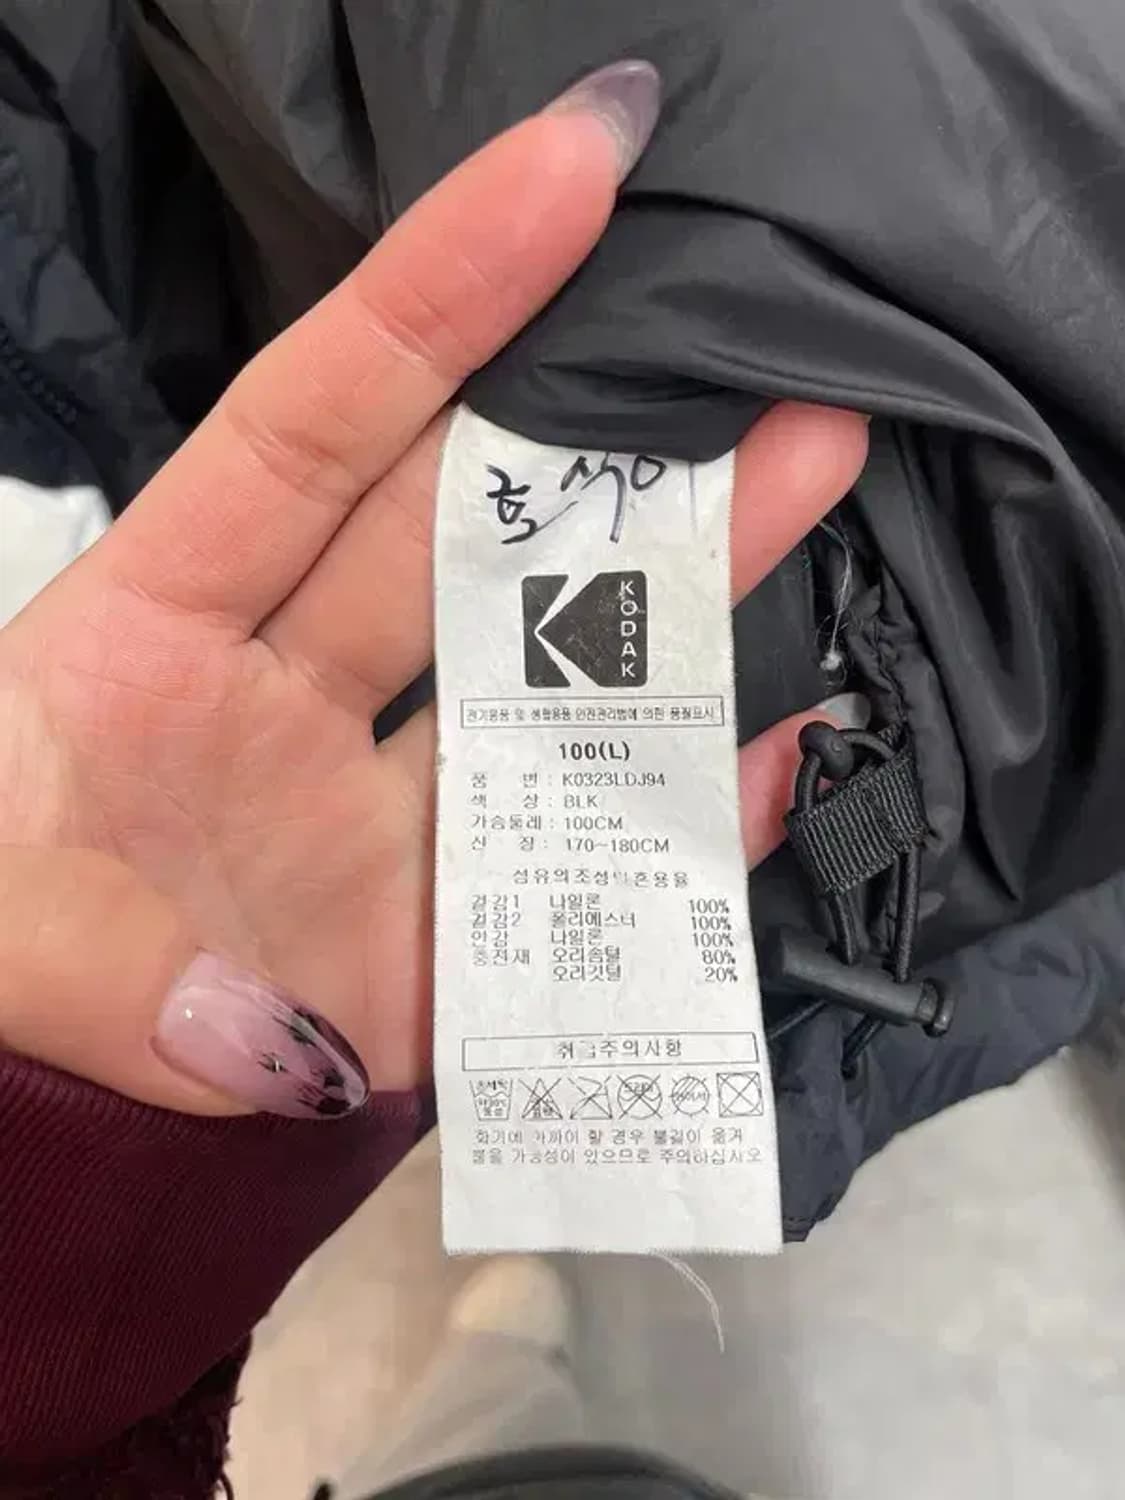 KODAK
전기용품 및 생활용품 안전관리법에 의한 품질표시
100(L)
품 번 : K0323LDJ94
색 상 : BLK
가슴둘레 : 100CM
신 장 : 170~180CM
섬유의조성 및 혼용율
겉감1 나일론 100%
겉감2 폴리에스터 100%
안감 나일론 100%
충전재 오리솜털 80%
오리깃털 20%
취급주의사항
화기에 가까이 할 경우 불길이 옮겨
붙을 가능성이 있으므로 주의하십시오